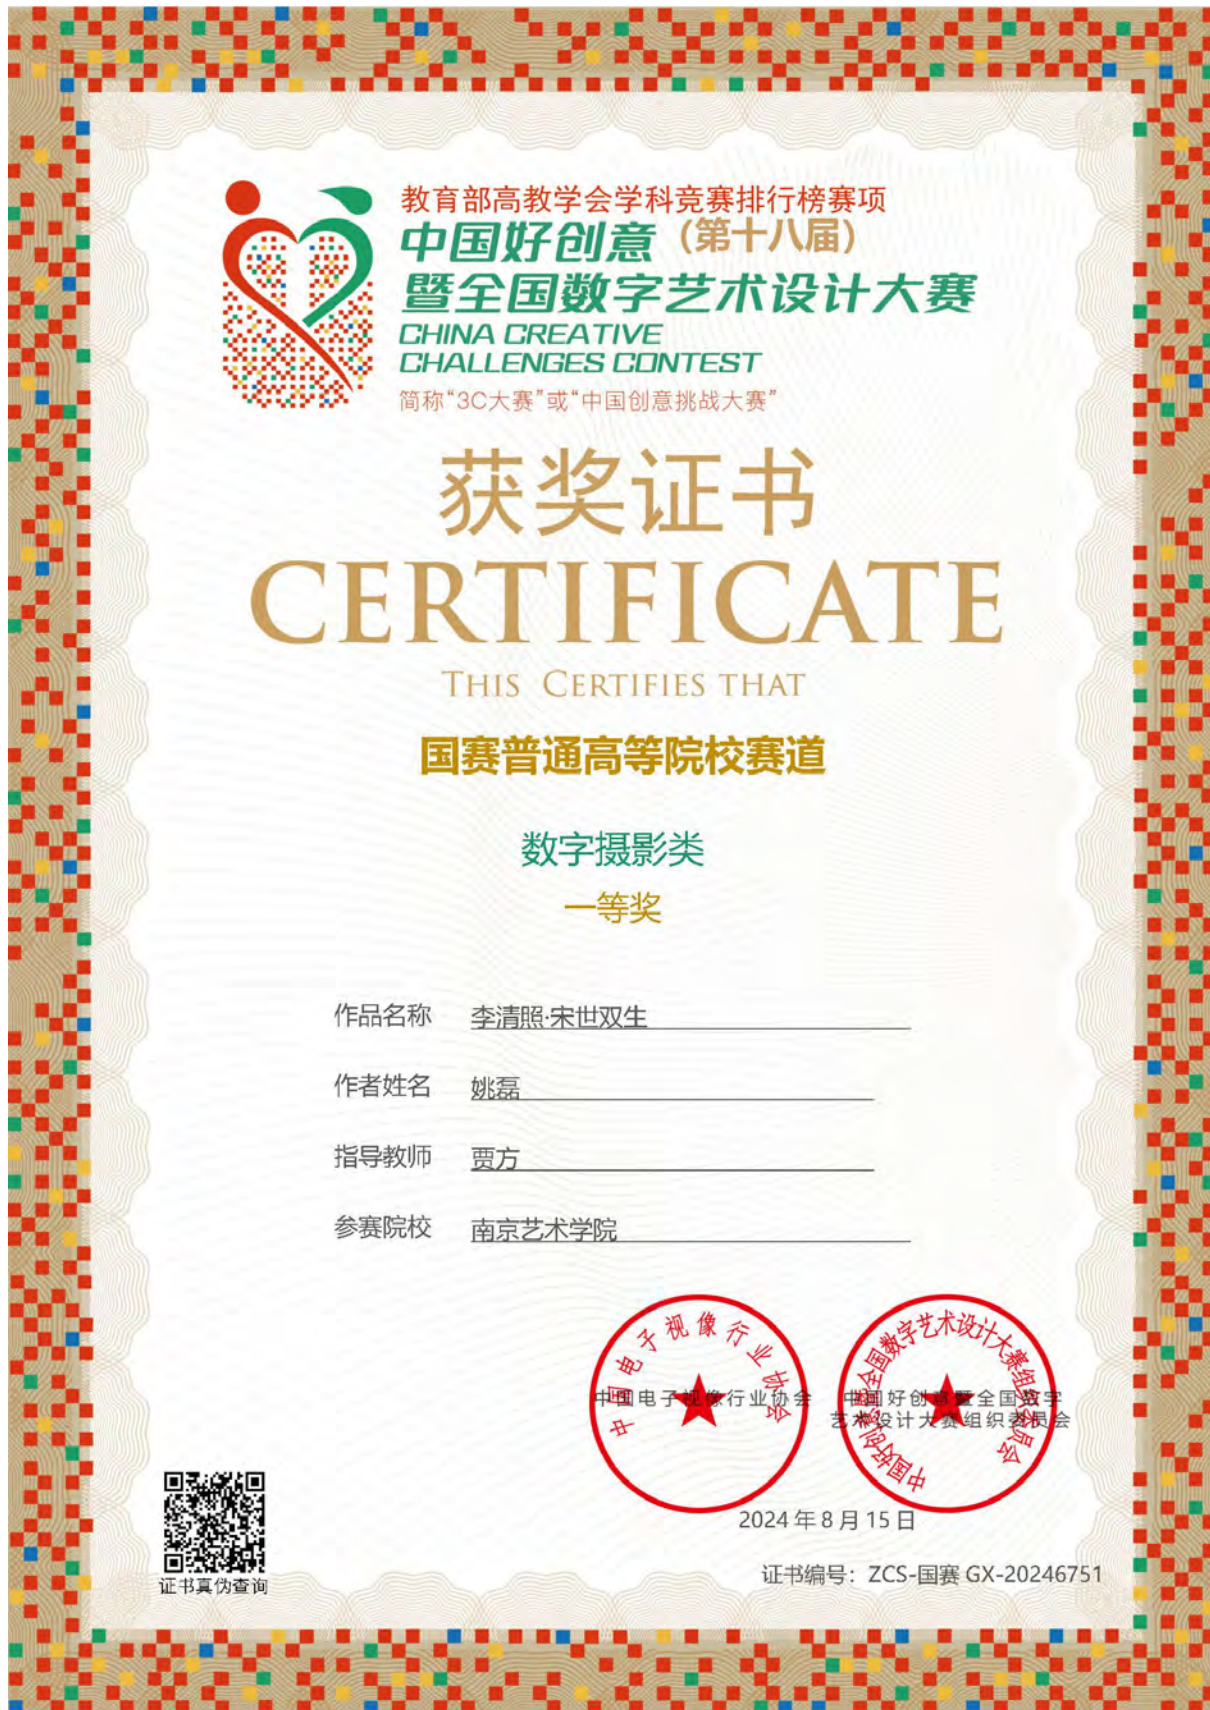 教育部高教学会学科竞赛排行榜赛项
中国好创意（第十八届）
暨全国数字艺术设计大赛
CHINA CREATIVE
CHALLENGES CONTEST
简称“3C大赛”或“中国创意挑战大赛”
获奖证书
CERTIFICATE
THIS CERTIFIES THAT
国赛普通高等院校赛道
数字摄影类
一等奖
作品名称 李清照·宋世双生
作者姓名 姚磊
指导教师 贾方
参赛院校 南京艺术学院
中国电子视像行业协会
中国好创意暨全国数字艺术设计大赛组织委员会
中国电子视像行业协会
中国好创意暨全国数字
艺术设计大赛组织委员会
2024年8月15日
证书真伪查询
证书编号：ZCS-国赛 GX-20246751